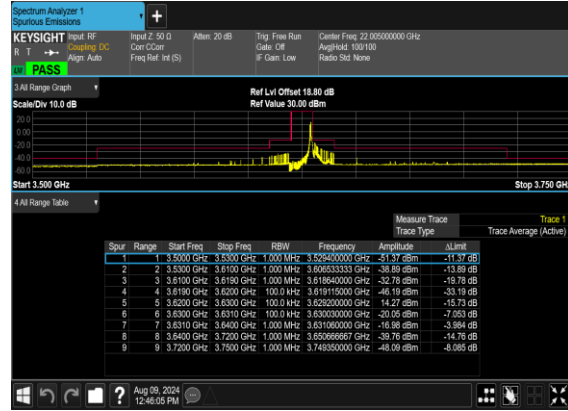 Spectrum Analyzer 1
Spurious Emissions
KEYSIGHT Input: RF Input Z: 50 Ω Atten: 20 dB Trig: Free Run Center Freq: 22.005000000 GHz
R T Coupling: DC Corr CCorr Gate: Off Avg|Hold: 100/100
Align: Auto Freq Ref: Int (S) IF Gain: Low Radio Std: None
PASS
3 All Range Graph
Ref Lvl Offset 18.80 dB
Scale/Div 10.0 dB Ref Value 30.00 dBm
20.0
0.00
-20.0
-40.0
-60.0
Start 3.500 GHz Stop 3.750 GH
4 All Range Table
Measure Trace Trace 1
Trace Type Trace Average (Active)
Spur Range Start Freq Stop Freq RBW Frequency Amplitude ΔLimit
1 1 3.5000 GHz 3.5300 GHz 1.000 MHz 3.529400000 GHz -51.37 dBm -11.37 dB
2 2 3.5300 GHz 3.6100 GHz 1.000 MHz 3.606533333 GHz -38.89 dBm -13.89 dB
3 3 3.6100 GHz 3.6190 GHz 1.000 MHz 3.618640000 GHz -32.78 dBm -19.78 dB
4 4 3.6190 GHz 3.6200 GHz 100.0 kHz 3.619115000 GHz -46.19 dBm -33.19 dB
5 5 3.6200 GHz 3.6300 GHz 100.0 kHz 3.629200000 GHz 14.27 dBm -15.73 dB
6 6 3.6300 GHz 3.6310 GHz 100.0 kHz 3.630030000 GHz -20.05 dBm -7.053 dB
7 7 3.6310 GHz 3.6400 GHz 1.000 MHz 3.631060000 GHz -16.98 dBm -3.984 dB
8 8 3.6400 GHz 3.7200 GHz 1.000 MHz 3.650666667 GHz -39.76 dBm -14.76 dB
9 9 3.7200 GHz 3.7500 GHz 1.000 MHz 3.749350000 GHz -48.09 dBm -8.085 dB
? Aug 09, 2024
12:46:05 PM